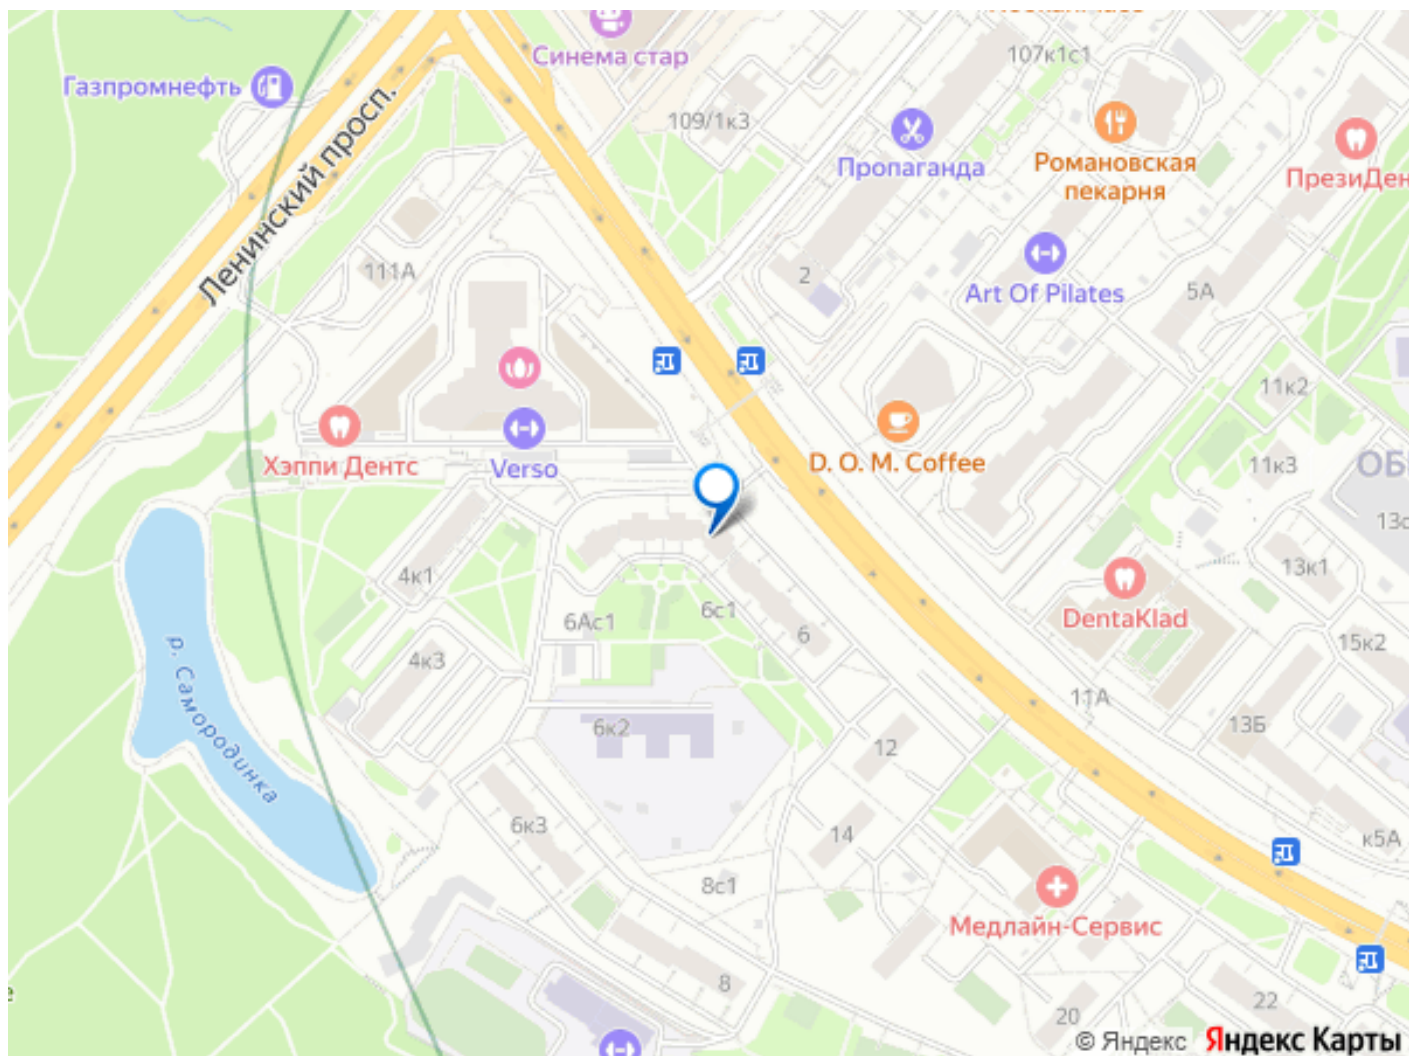 Синема стар
107к1с1
Газпромнефть
109/1к3
Пропаганда
Романовская
пекарня
ПрезиДен
Ленинский просп.
111А
2
Art Of Pilates
5А
11к2
Хэппи Дентс
Verso
D. O. M. Coffee
11к3
ОБ
13с
4к1
13к1
6Ас1
6с1
6
DentaKlad
15к2
4к3
р. Самородинка
11А
13Б
6к2
12
6к3
14
к5А
8с1
Медлайн-Сервис
8
20
22
© Яндекс Яндекс Карты